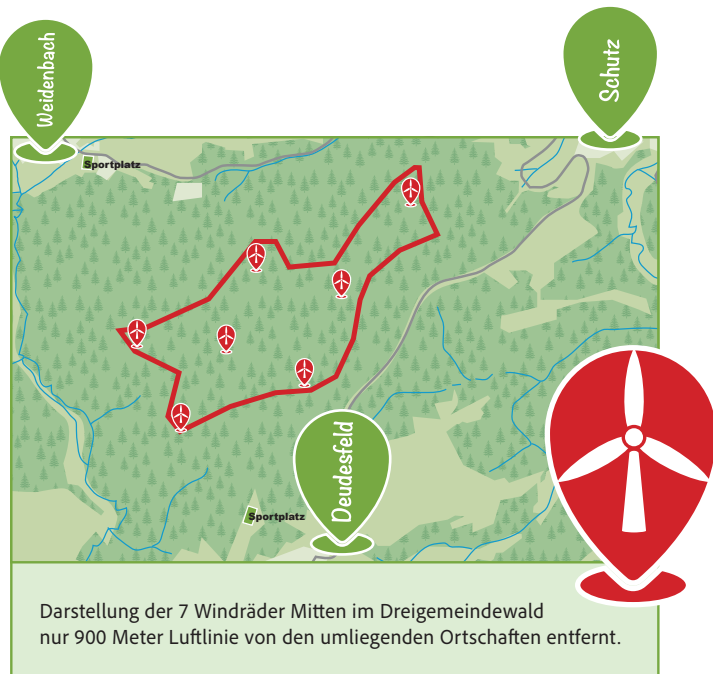 Weidenbach
Schutz
Sportplatz
Deudesfeld
Sportplatz
Darstellung der 7 Windräder Mitten im Dreigemeindewald
nur 900 Meter Luftlinie von den umliegenden Ortschaften entfernt.